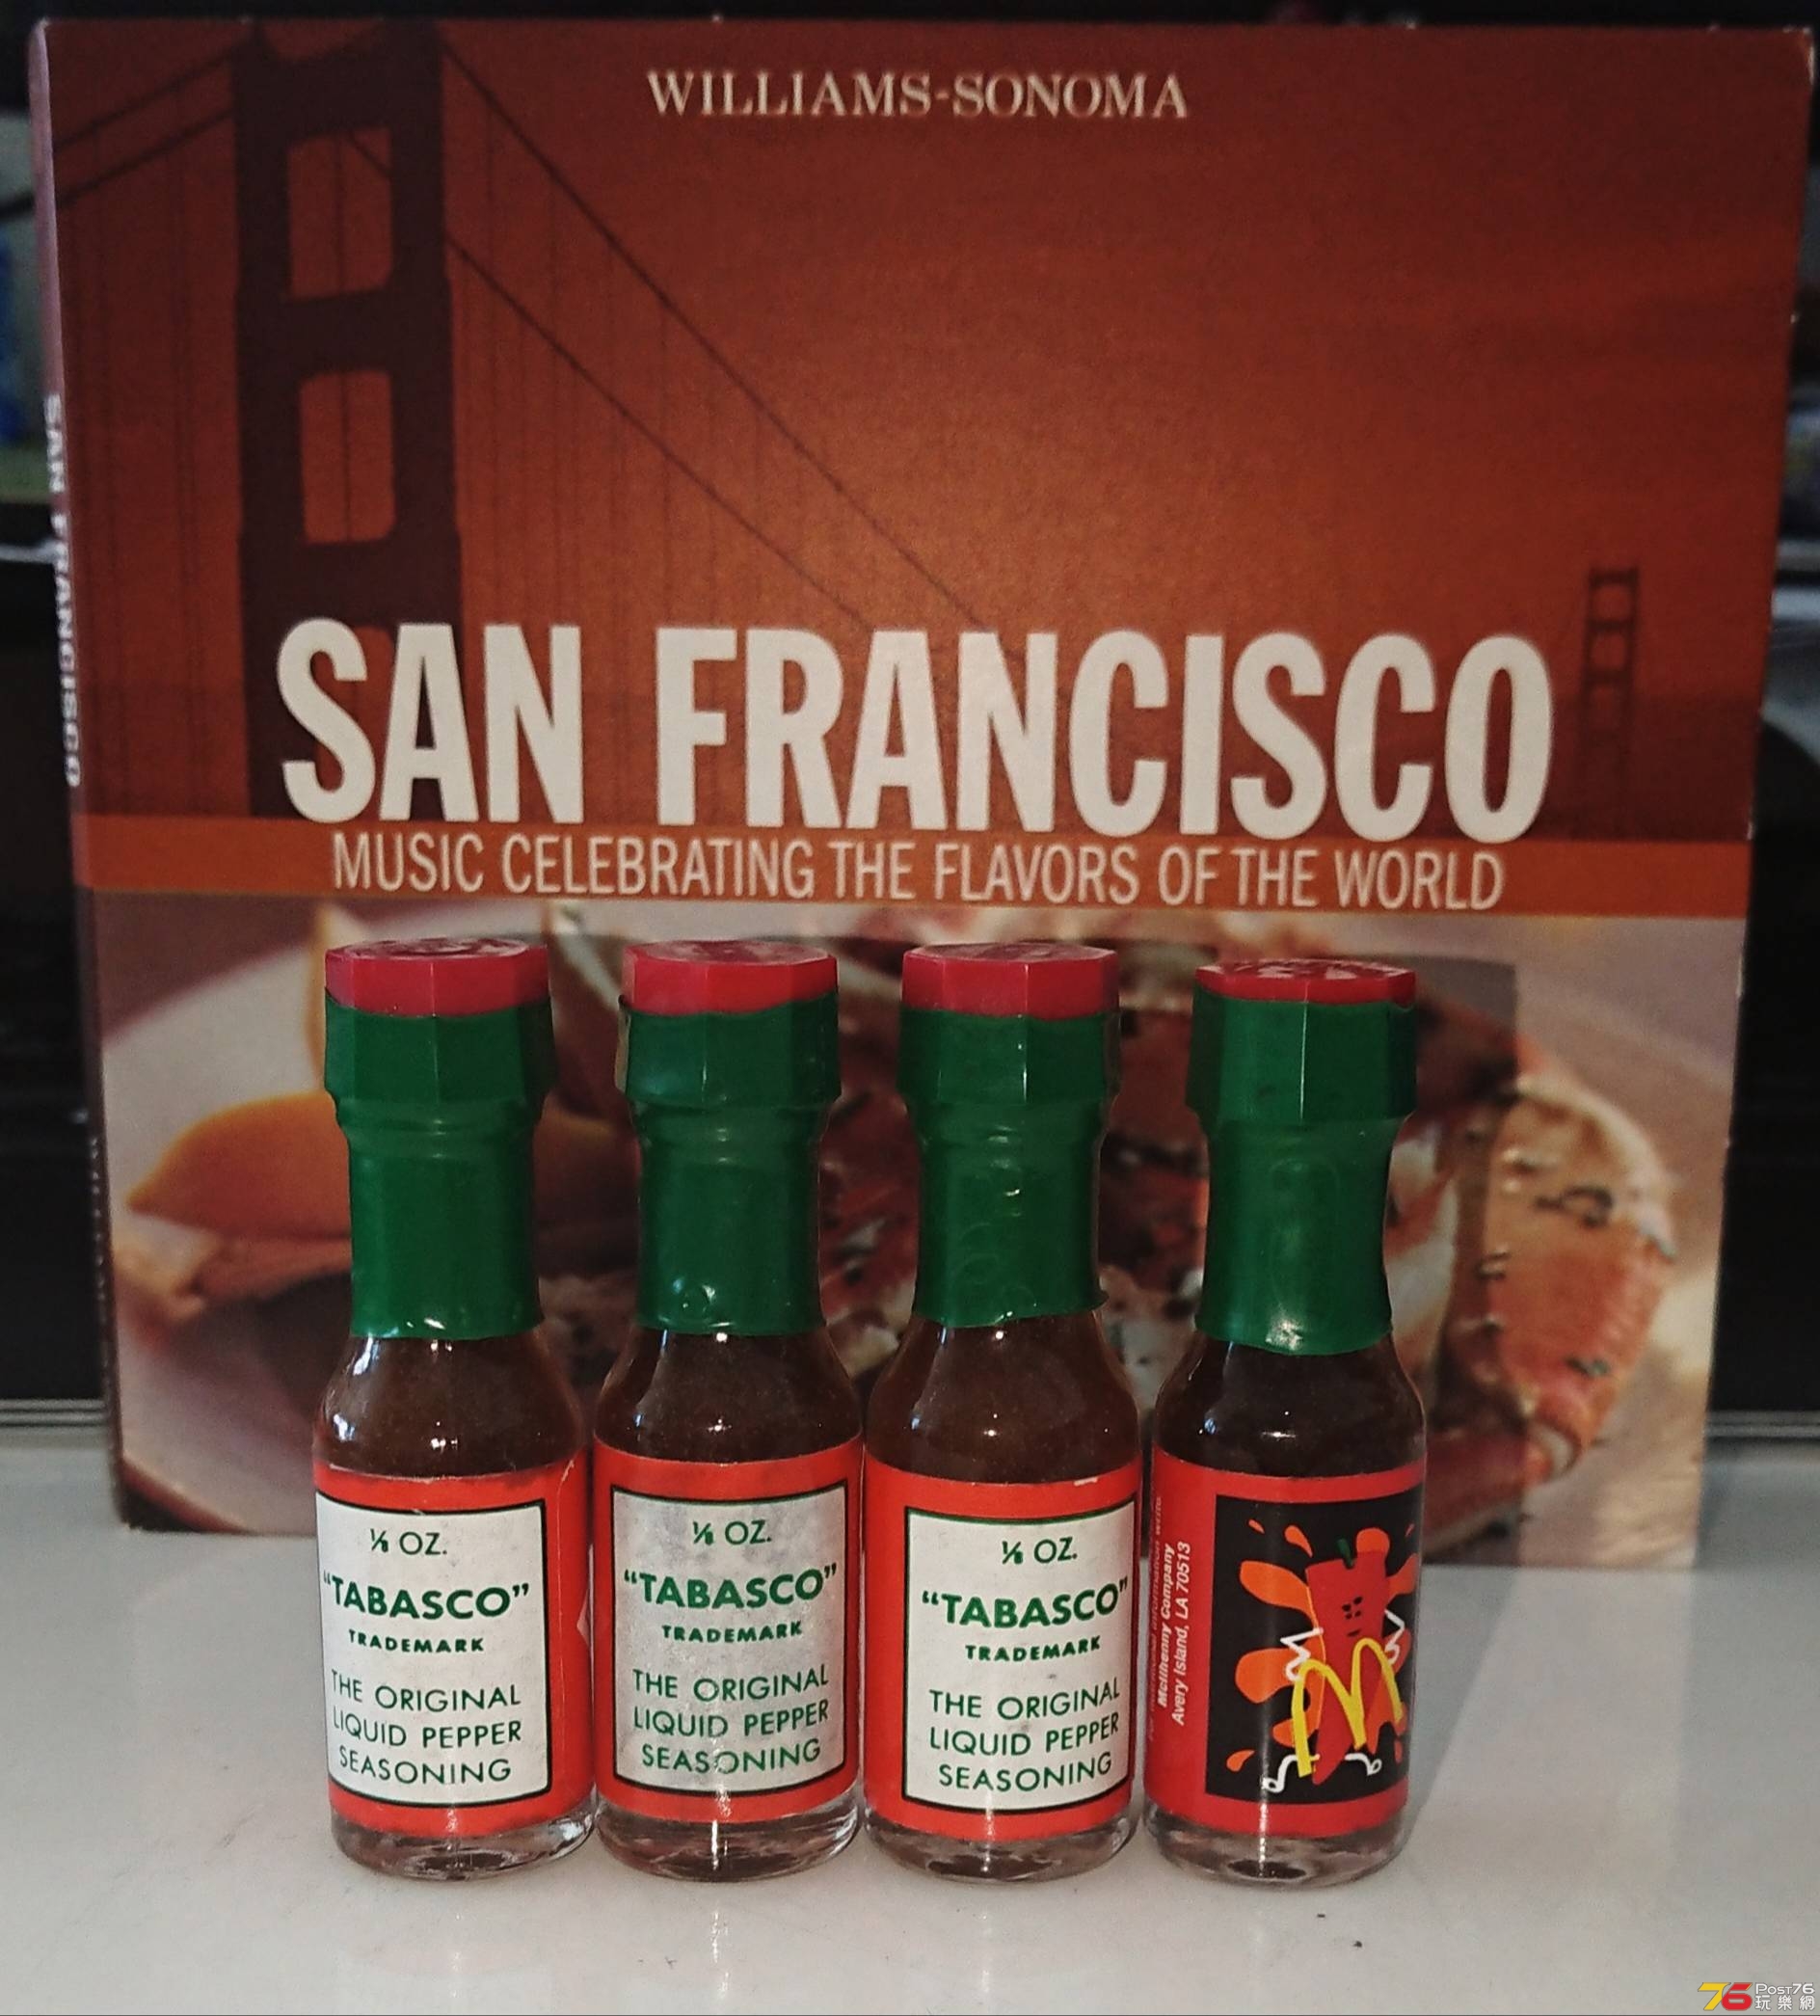 WILLIAMS-SONOMA
SAN FRANCISCO
SAN FRANCISCO
MUSIC CELEBRATING THE FLAVORS OF THE WORLD
⅛ OZ.
"TABASCO"
TRADEMARK
THE ORIGINAL
LIQUID PEPPER
SEASONING
⅛ OZ.
"TABASCO"
TRADEMARK
THE ORIGINAL
LIQUID PEPPER
SEASONING
⅛ OZ.
"TABASCO"
TRADEMARK
THE ORIGINAL
LIQUID PEPPER
SEASONING
McIlhenny Company
Avery Island, LA 70513
76 Post76
玩樂網